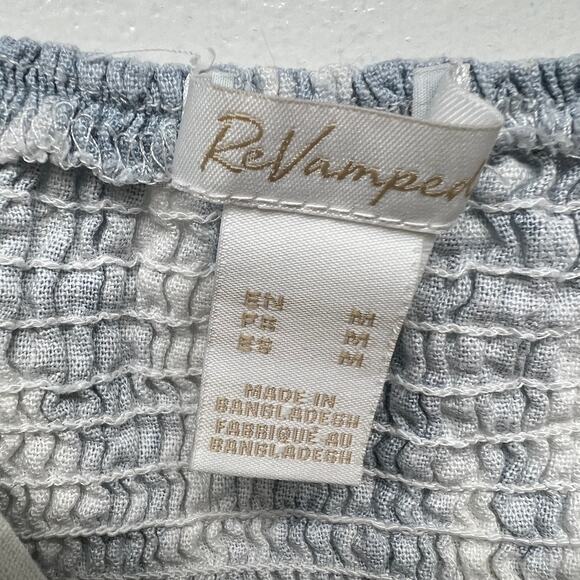 ReVamped
EN M
FR M
ES M
MADE IN
BANGLADESH
FABRIQUÉ AU
BANGLADESH